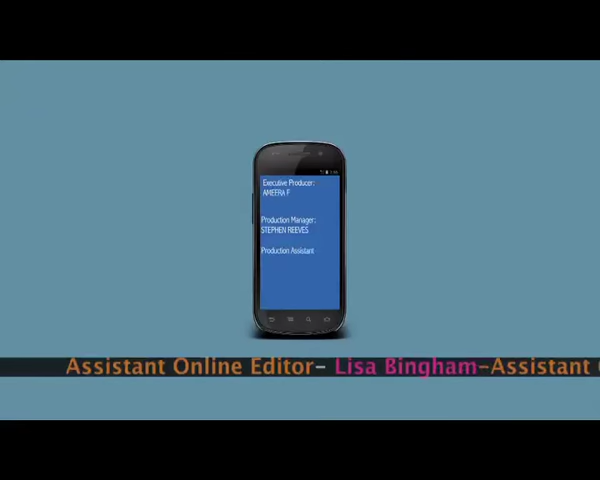 Executive Producer:
AMEERA F
Production Manager:
STEPHEN REEVES
Production Assistant
Assistant Online Editor- Lisa Bingham-Assistant